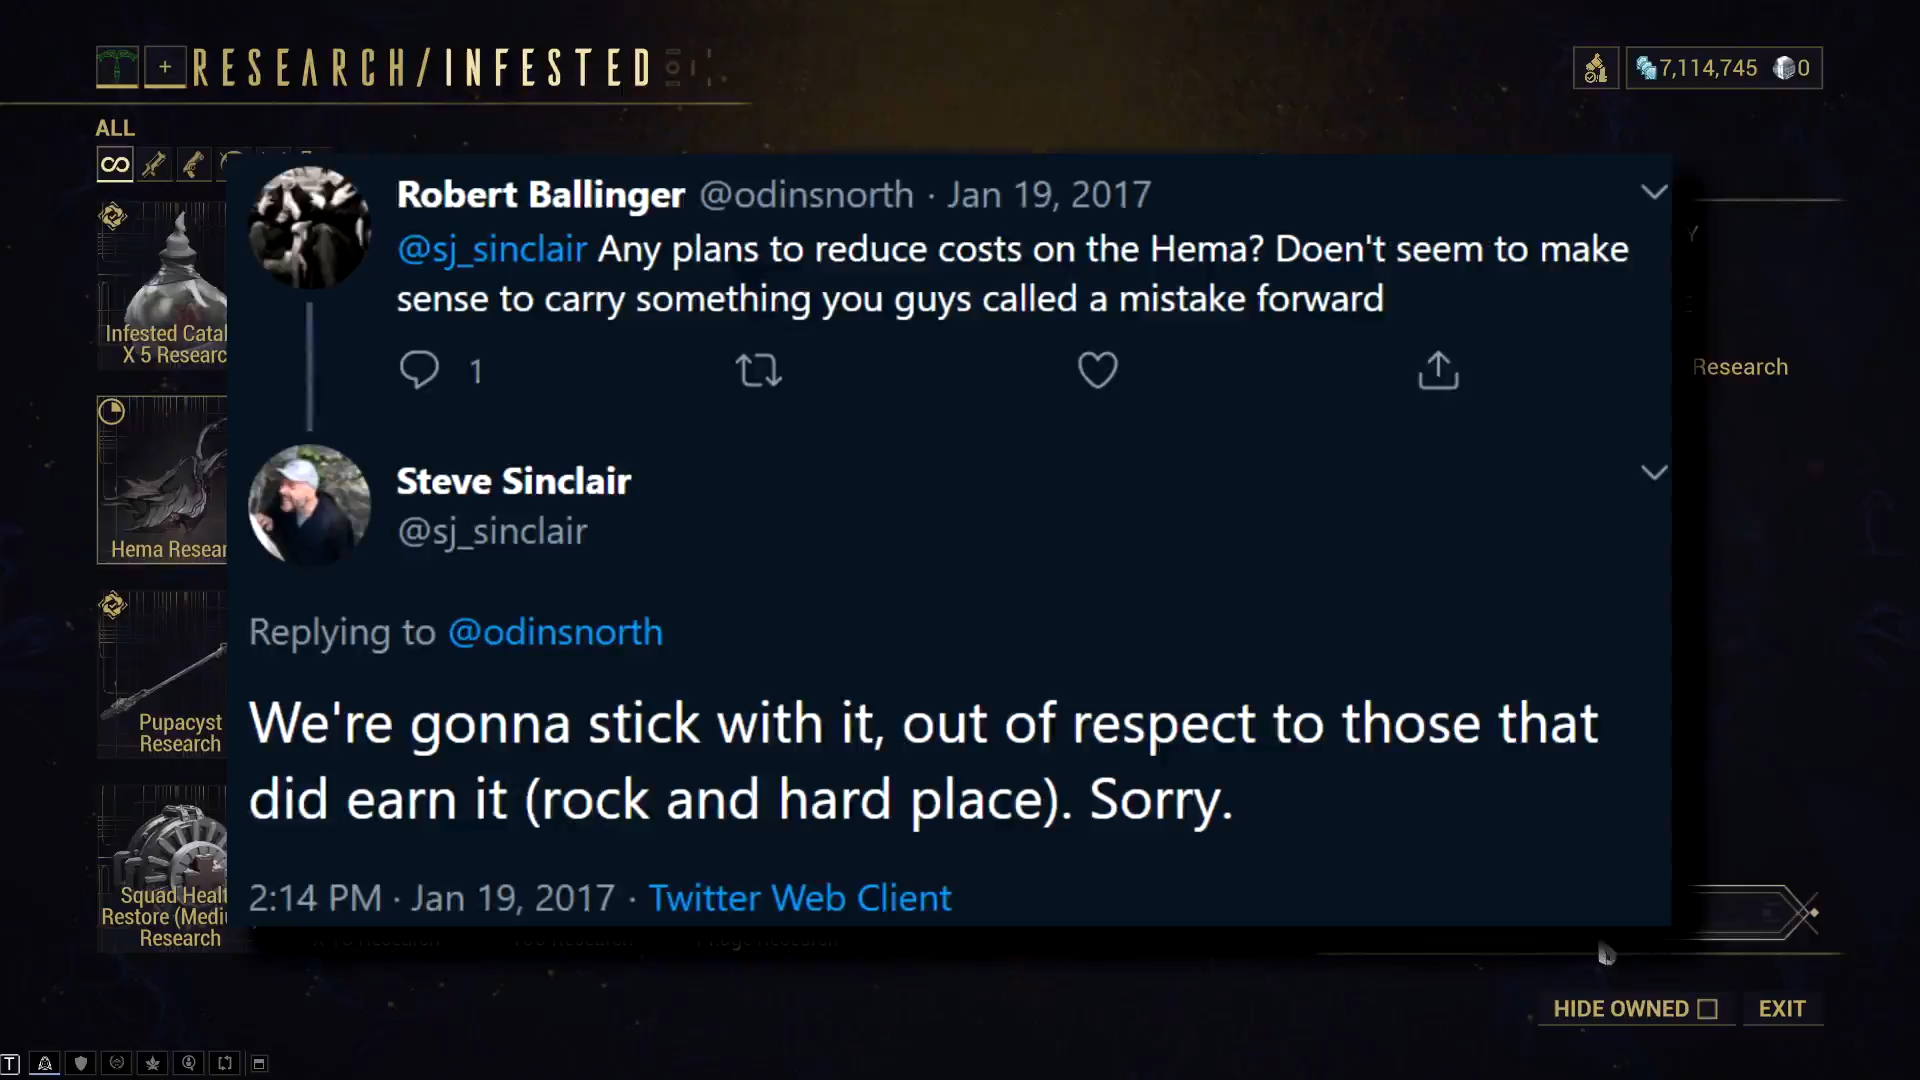 RESEARCH/INFESTED
7,114,745
0
ALL
Robert Ballinger @odinsnorth · Jan 19, 2017
@sj_sinclair Any plans to reduce costs on the Hema? Doen't seem to make
sense to carry something you guys called a mistake forward
1
Infested Catal
X 5 Researc
Research
Steve Sinclair
@sj_sinclair
Hema Resear
Replying to @odinsnorth
We're gonna stick with it, out of respect to those that
did earn it (rock and hard place). Sorry.
Pupacyst
Research
2:14 PM · Jan 19, 2017 · Twitter Web Client
Squad Healt
Restore (Medi
Research
HIDE OWNED
EXIT
T